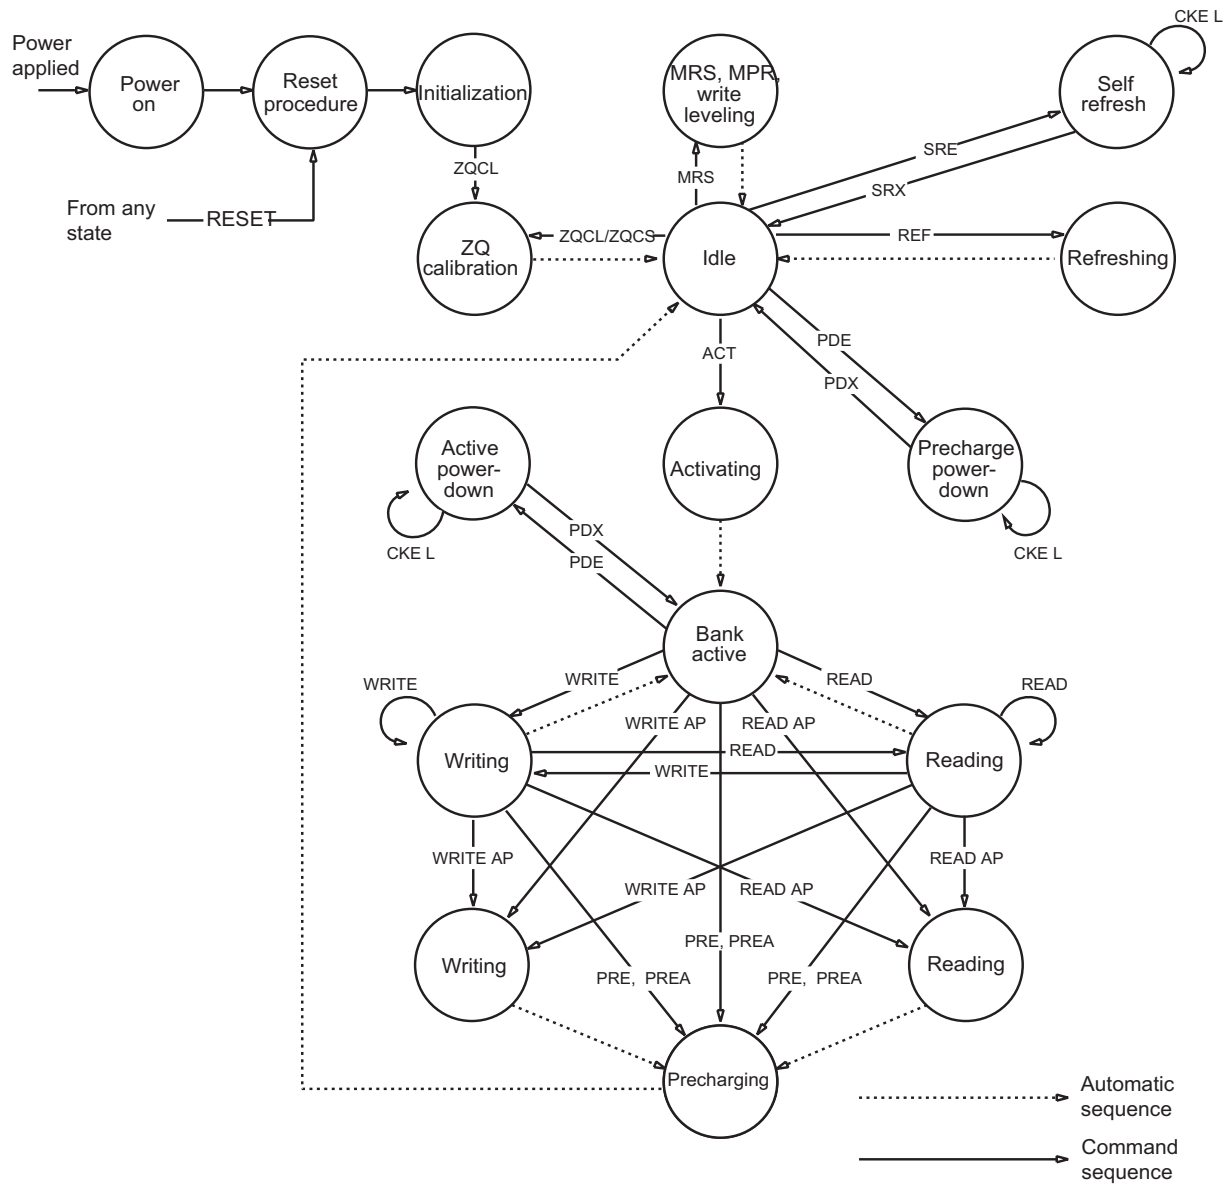 CKE L
Power
applied
Power
on
Reset
procedure
Initialization
MRS, MPR,
write
leveling
Self
refresh
ZQCL
SRE
MRS
SRX
From any
state
RESET
ZQCL/ZQCS
REF
ZQ
calibration
Idle
Refreshing
PDE
ACT
PDX
Active
power-
down
Activating
Precharge
power-
down
PDX
CKE L
PDE
CKE L
Bank
active
WRITE
WRITE
READ
READ
WRITE AP
READ AP
READ
Writing
Reading
WRITE
WRITE AP
READ AP
WRITE AP
READ AP
PRE, PREA
Writing
Reading
PRE, PREA
PRE, PREA
Precharging
Automatic
sequence
Command
sequence